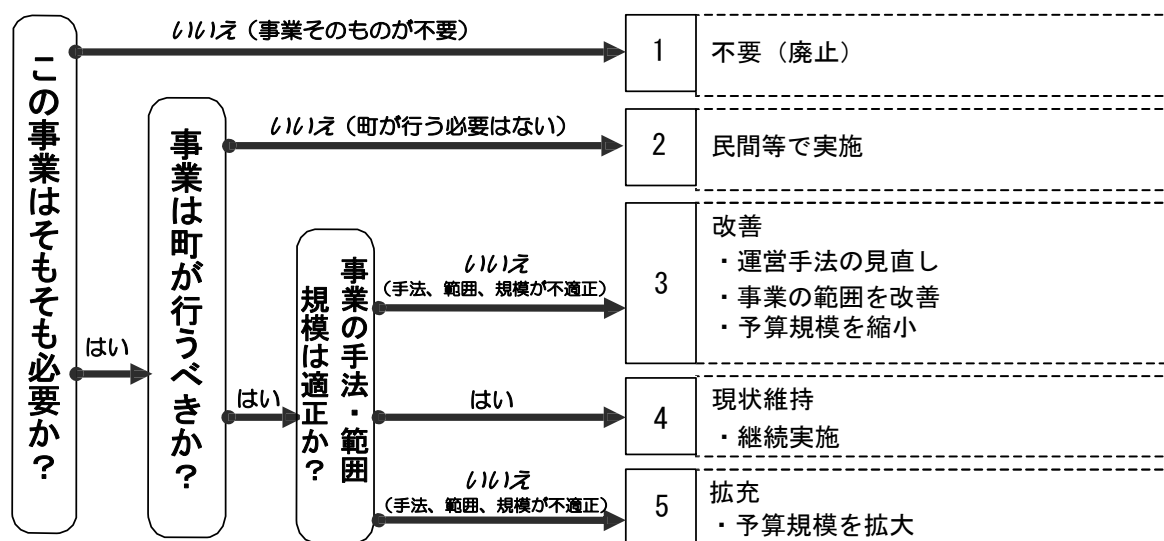 この事業はそもそも必要か？
いいえ（事業そのものが不要）
1
不要（廃止）
はい
事業は町が行うべきか？
いいえ（町が行う必要はない）
2
民間等で実施
はい
事業の手法・範囲
規模は適正か？
いいえ
（手法、範囲、規模が不適正）
3
改善
・運営手法の見直し
・事業の範囲を改善
・予算規模を縮小
はい
4
現状維持
・継続実施
いいえ
（手法、範囲、規模が不適正）
5
拡充
・予算規模を拡大